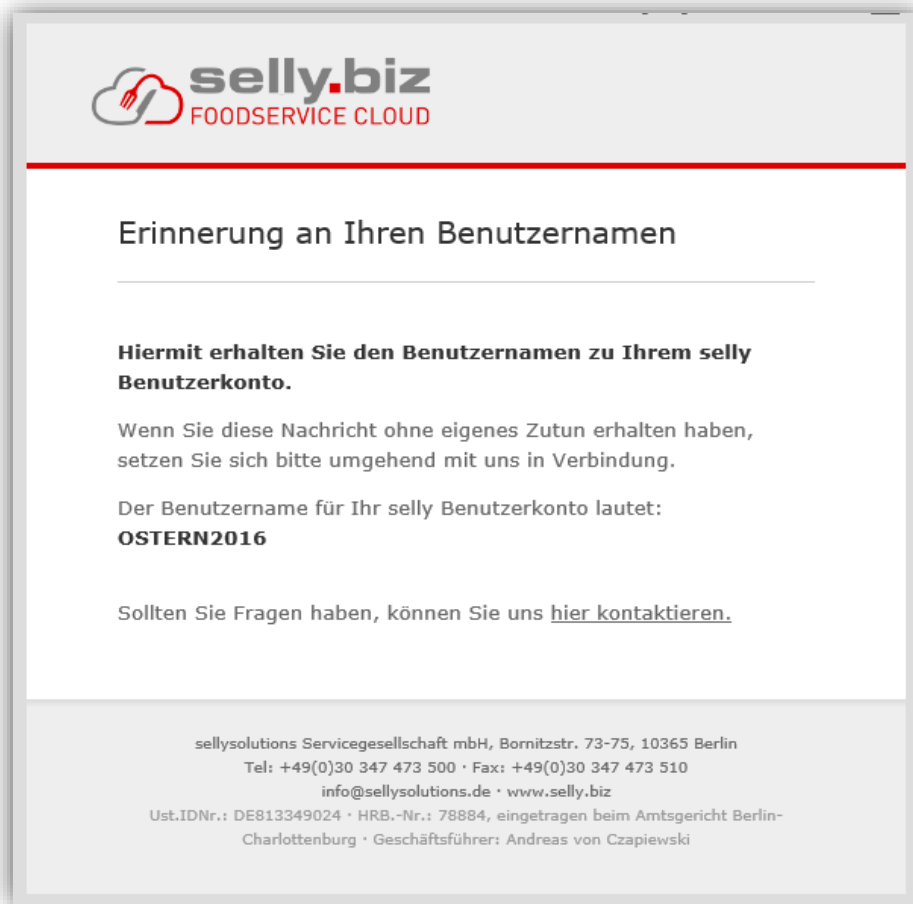 selly.biz
FOODSERVICE CLOUD
Erinnerung an Ihren Benutzernamen
Hiermit erhalten Sie den Benutzernamen zu Ihrem selly
Benutzerkonto.
Wenn Sie diese Nachricht ohne eigenes Zutun erhalten haben,
setzen Sie sich bitte umgehend mit uns in Verbindung.
Der Benutzername für Ihr selly Benutzerkonto lautet:
OSTERN2016
Sollten Sie Fragen haben, können Sie uns hier kontaktieren.
sellysolutions Servicegesellschaft mbH, Bornitzstr. 73-75, 10365 Berlin
Tel: +49(0)30 347 473 500 · Fax: +49(0)30 347 473 510
info@sellysolutions.de · www.selly.biz
Ust.IDNr.: DE813349024 · HRB.-Nr.: 78884, eingetragen beim Amtsgericht Berlin-
Charlottenburg · Geschäftsführer: Andreas von Czapiewski